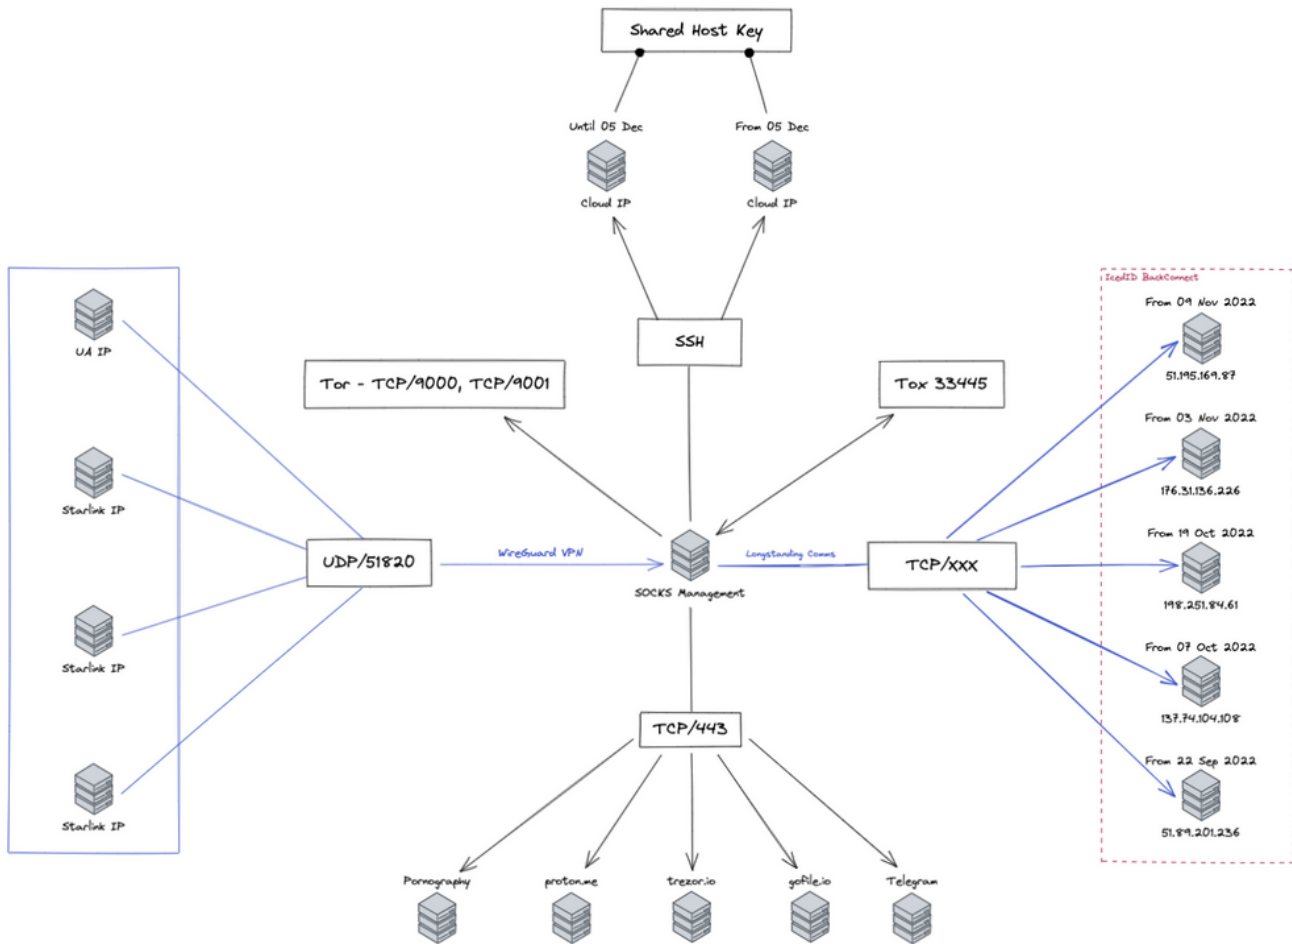 Shared Host Key
Until 05 Dec
From 05 Dec
Cloud IP
Cloud IP
SSH
Tor - TCP/9000, TCP/9001
Tox 33445
UA IP
Starlink IP
Starlink IP
Starlink IP
UDP/51820
WireGuard VPN
SOCKS Management
Longstanding Comms
TCP/xxx
IcedID BackConnect
From 09 Nov 2022
51.195.169.87
From 03 Nov 2022
176.31.136.226
From 19 Oct 2022
198.251.84.61
From 07 Oct 2022
137.74.104.108
From 22 Sep 2022
51.89.201.236
TCP/443
Pornography
proton.me
trezor.io
gofile.io
Telegram